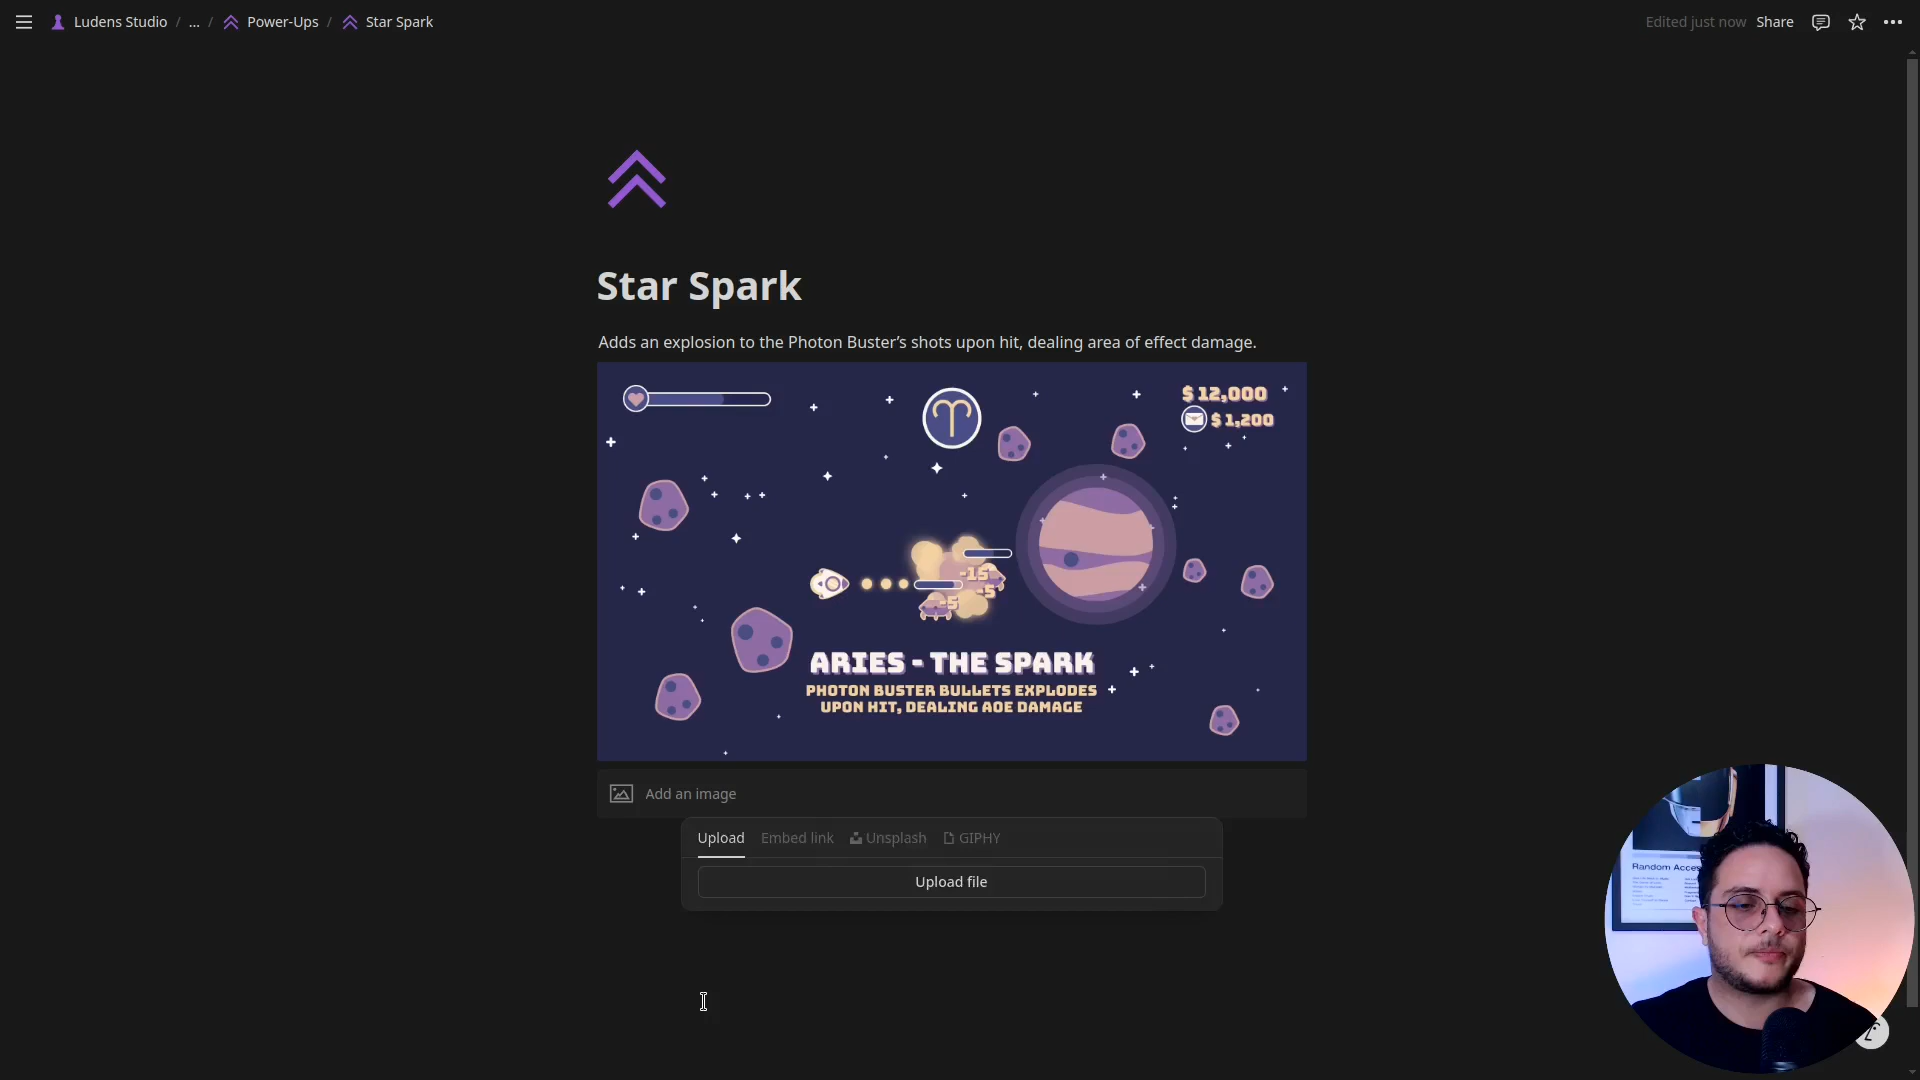 Ludens Studio / ... / Power-Ups / Star Spark
Edited just now Share
Star Spark
Adds an explosion to the Photon Buster’s shots upon hit, dealing area of effect damage.
$ 12,000
$ 1,200
-15
-5
-5
ARIES - THE SPARK
PHOTON BUSTER BULLETS EXPLODES
UPON HIT, DEALING AOE DAMAGE
Add an image
Upload Embed link Unsplash GIPHY
Upload file
Random Acces